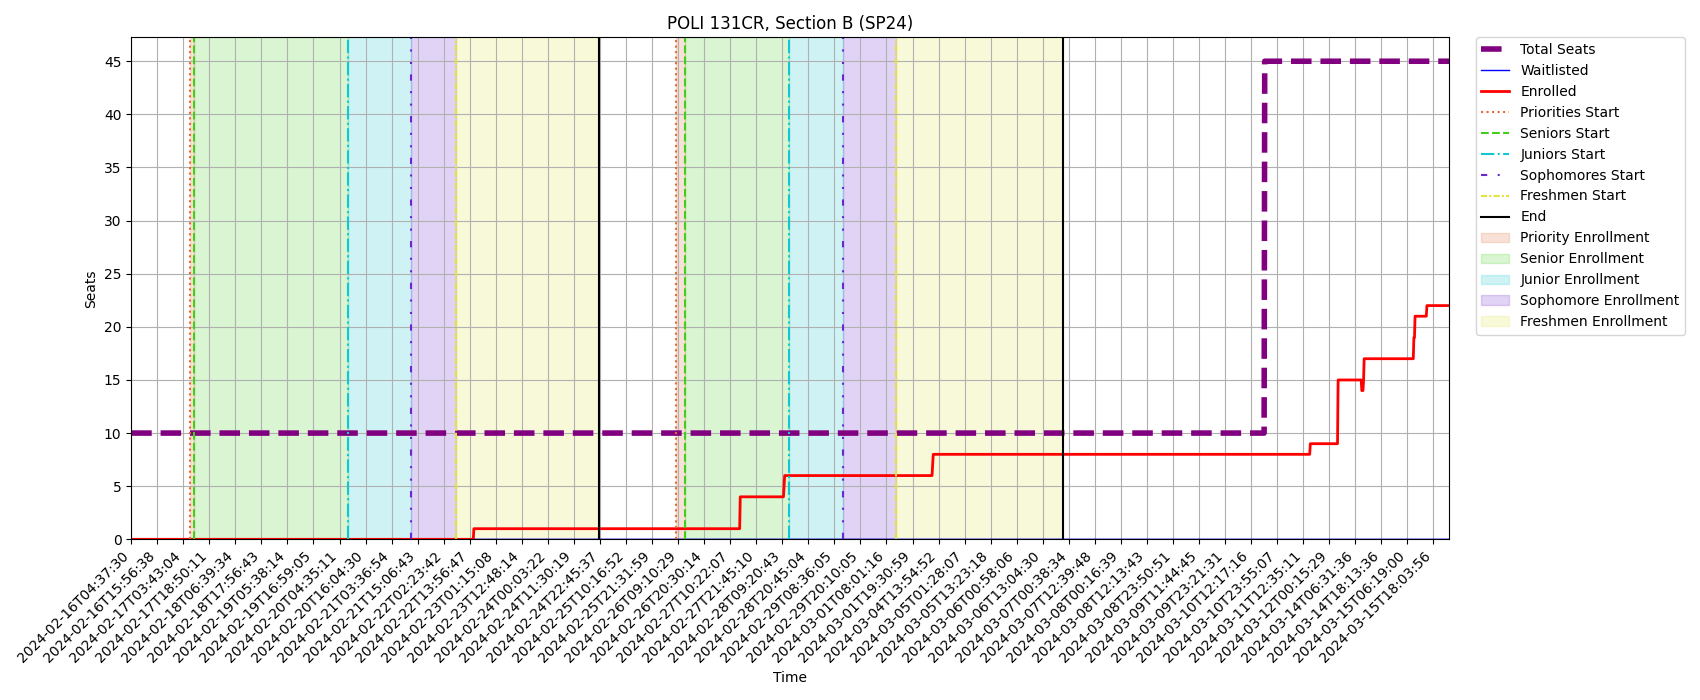 POLI 131CR, Section B (SP24)
Seats
45
40
35
30
25
20
15
10
5
0
2024-02-16T04:37:30
2024-02-16T15:56:38
2024-02-17T03:43:04
2024-02-17T18:50:11
2024-02-18T06:39:34
2024-02-18T17:56:43
2024-02-19T05:38:14
2024-02-19T16:59:05
2024-02-20T04:35:11
2024-02-20T16:04:30
2024-02-21T03:36:54
2024-02-21T15:06:43
2024-02-22T02:23:42
2024-02-22T13:56:47
2024-02-23T01:15:08
2024-02-23T12:48:14
2024-02-24T00:03:22
2024-02-24T11:30:19
2024-02-24T22:45:37
2024-02-25T10:16:52
2024-02-25T21:31:59
2024-02-26T09:10:29
2024-02-26T20:30:14
2024-02-27T10:22:07
2024-02-27T21:45:10
2024-02-28T09:20:43
2024-02-28T20:45:04
2024-02-29T08:36:05
2024-02-29T20:10:05
2024-03-01T08:01:16
2024-03-01T19:30:59
2024-03-04T13:54:52
2024-03-05T01:28:07
2024-03-05T13:23:18
2024-03-06T00:58:06
2024-03-06T13:04:30
2024-03-07T00:38:34
2024-03-07T12:39:48
2024-03-08T00:16:39
2024-03-08T12:13:43
2024-03-08T23:50:51
2024-03-09T11:44:45
2024-03-09T23:21:31
2024-03-10T12:17:16
2024-03-10T23:55:07
2024-03-11T12:35:11
2024-03-12T00:15:29
2024-03-14T06:31:36
2024-03-14T18:13:36
2024-03-15T06:19:00
2024-03-15T18:03:56
Time
Total Seats
Waitlisted
Enrolled
Priorities Start
Seniors Start
Juniors Start
Sophomores Start
Freshmen Start
End
Priority Enrollment
Senior Enrollment
Junior Enrollment
Sophomore Enrollment
Freshmen Enrollment